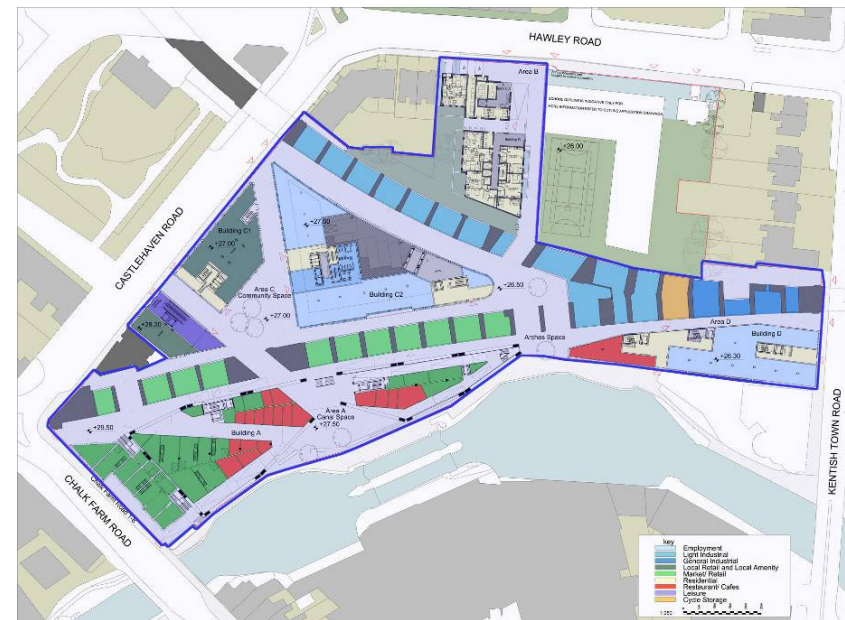 HAWLEY ROAD
Area B
+26.00
CASTLEHAVEN ROAD
Building C1
+27.00
+27.00
Area C
Community Space
+27.00
Building C2
+26.50
+28.20
Area D
Building D
+26.30
Arches Space
Area A
Canal Space
+27.50
Building A
+29.50
CHALK FARM ROAD
KENTISH TOWN ROAD
key
Employment
Light Industrial
General Industrial
Local Retail and Local Amenity
Market/ Retail
Residential
Restaurant/ Cafes
Leisure
Cycle Storage
1:250